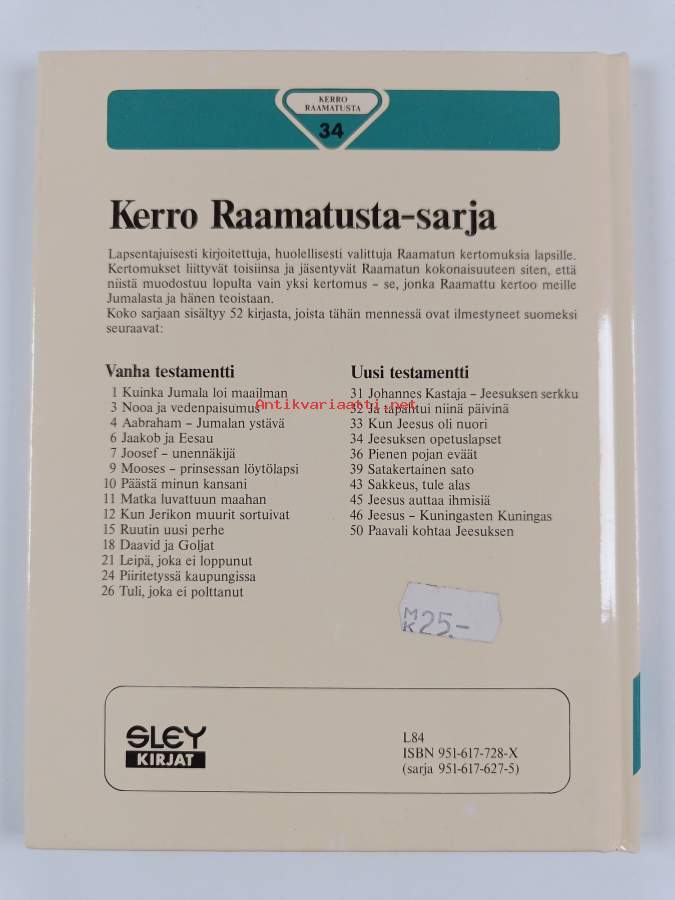 KERRO
RAAMATUSTA
34
Kerro Raamatusta-sarja
Lapsentajuisesti kirjoitettuja, huolellisesti valittuja Raamatun kertomuksia lapsille.
Kertomukset liittyvät toisiinsa ja jäsentyvät Raamatun kokonaisuuteen siten, että
niistä muodostuu lopulta vain yksi kertomus – se, jonka Raamattu kertoo meille
Jumalasta ja hänen teoistaan.
Koko sarjaan sisältyy 52 kirjasta, joista tähän mennessä ovat ilmestyneet suomeksi
seuraavat:
Vanha testamentti
1 Kuinka Jumala loi maailman
3 Nooa ja vedenpaisumus
4 Aabraham – Jumalan ystävä
6 Jaakob ja Eesau
7 Joosef – unennäkijä
9 Mooses – prinsessan löytölapsi
10 Päästä minun kansani
11 Matka luvattuun maahan
12 Kun Jerikon muurit sortuivat
15 Ruutin uusi perhe
18 Daavid ja Goljat
21 Leipä, joka ei loppunut
24 Piiritetyssä kaupungissa
26 Tuli, joka ei polttanut
Uusi testamentti
31 Johannes Kastaja – Jeesuksen serkku
32 Ja tapahtui niinä päivinä
33 Kun Jeesus oli nuori
34 Jeesuksen opetuslapset
36 Pienen pojan eväät
39 Satakertainen sato
43 Sakkeus, tule alas
45 Jeesus auttaa ihmisiä
46 Jeesus – Kuningasten Kuningas
50 Paavali kohtaa Jeesuksen
Antikvariaatti.net
MK 25.–
SLEY
KIRJAT
L84
ISBN 951-617-728-X
(sarja 951-617-627-5)